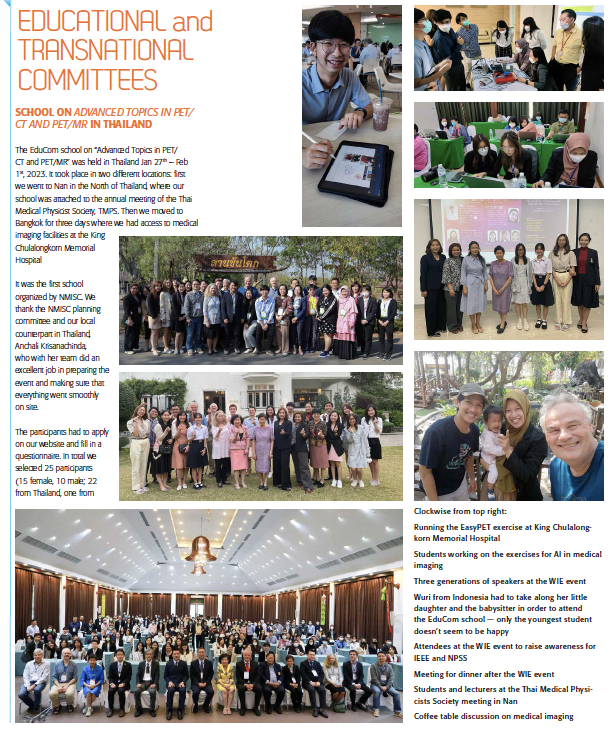 EDUCATIONAL and
TRANSNATIONAL
COMMITTEES
SCHOOL ON ADVANCED TOPICS IN PET/
CT AND PET/MR IN THAILAND
The EduCom school on "Advanced Topics in PET/
CT and PET/MR" was held in Thailand Jan 27th – Feb
1st, 2023. It took place in two different locations: first
we went to Nan in the North of Thailand, where our
school was attached to the annual meeting of the Thai
Medical Physicist Society, TMPS. Then we moved to
Bangkok for three days where we had access to medical
imaging facilities at the King
Chulalongkorn Memorial
Hospital
It was the first school
organized by NMISC. We
thank the NMISC planning
committee and our local
counterpart in Thailand,
Anchali Krisanachinda,
who with her team did an
excellent job in preparing the
event and making sure that
everything went smoothly
on site.
The participants had to apply
on our website and fill in a
questionnaire. In total we
selected 25 participants
(15 female, 10 male; 22
from Thailand, one from
ลานขันโตก
Clockwise from top right:
Running the EasyPET exercise at King Chulalong-
korn Memorial Hospital
Students working on the exercises for AI in medical
imaging
Three generations of speakers at the WIE event
Wuri from Indonesia had to take along her little
daughter and the babysitter in order to attend
the EduCom school — only the youngest student
doesn't seem to be happy
Attendees at the WIE event to raise awareness for
IEEE and NPSS
Meeting for dinner after the WIE event
Students and lecturers at the Thai Medical Physi-
cists Society meeting in Nan
Coffee table discussion on medical imaging